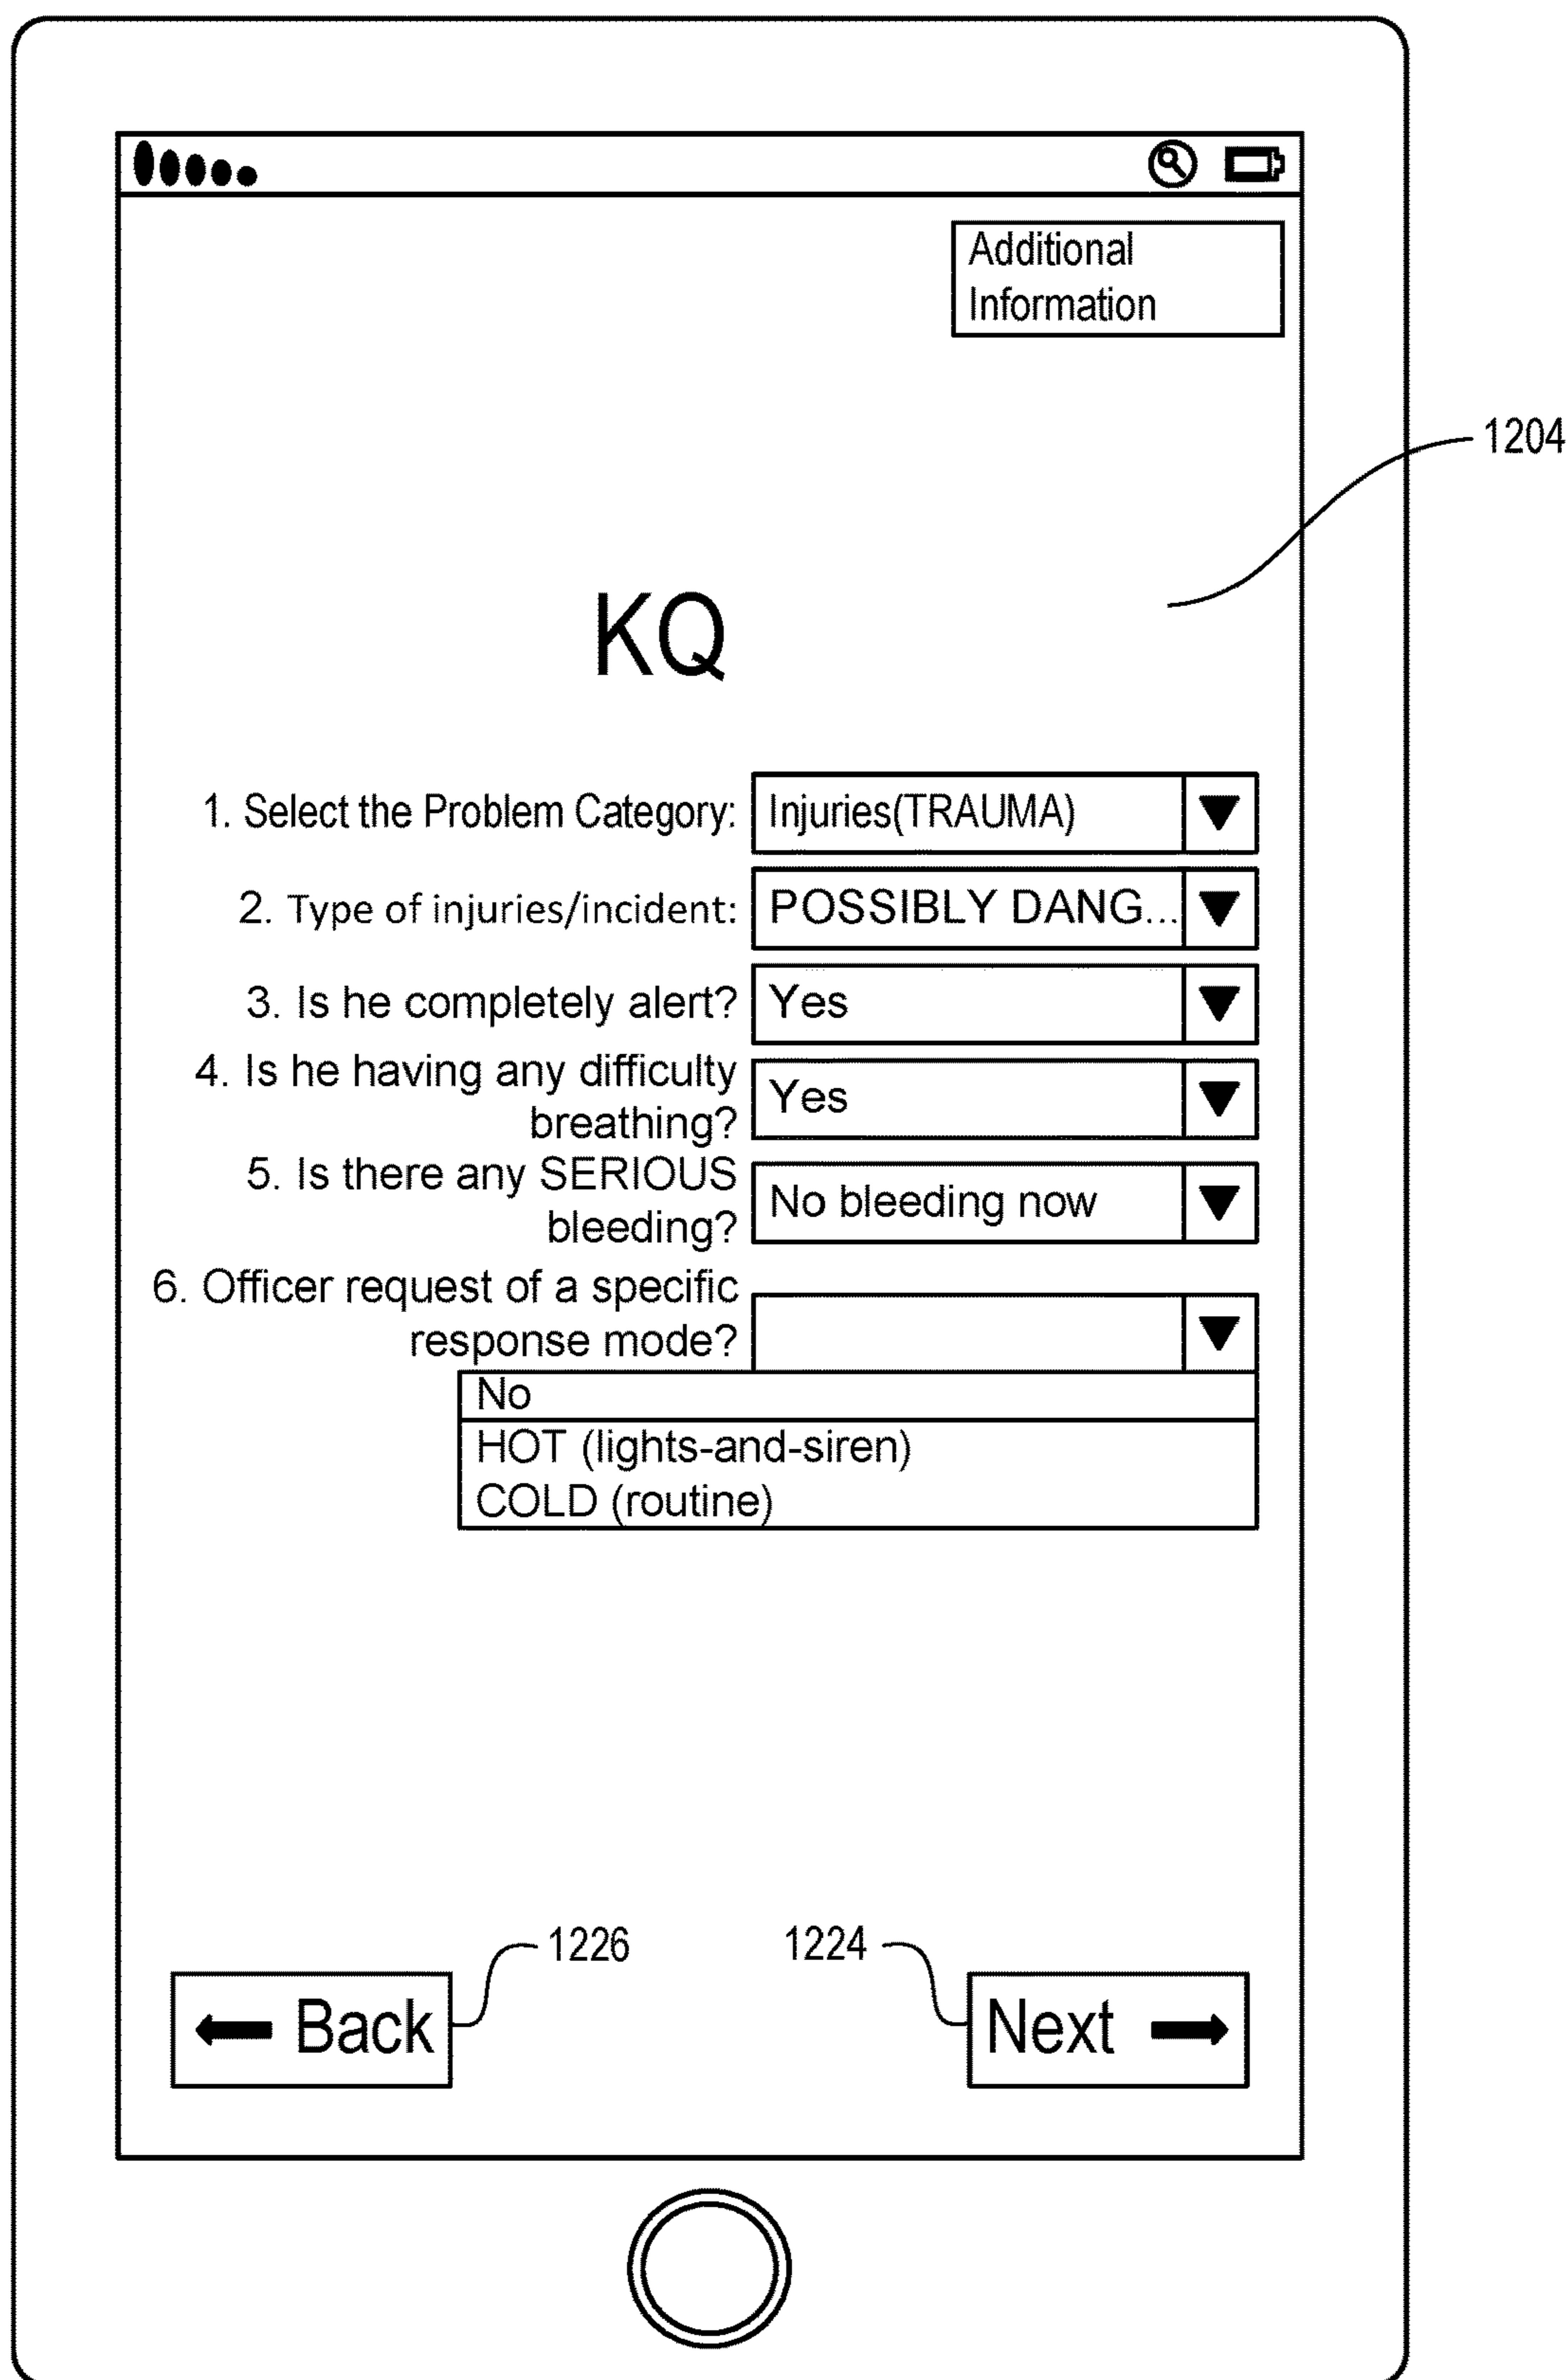 Additional
Information
1204
KQ
1. Select the Problem Category: Injuries(TRAUMA)
2. Type of injuries/incident: POSSIBLY DANG...
3. Is he completely alert? Yes
4. Is he having any difficulty
breathing? Yes
5. Is there any SERIOUS
bleeding? No bleeding now
6. Officer request of a specific
response mode?
No
HOT (lights-and-siren)
COLD (routine)
1226 1224
Back Next